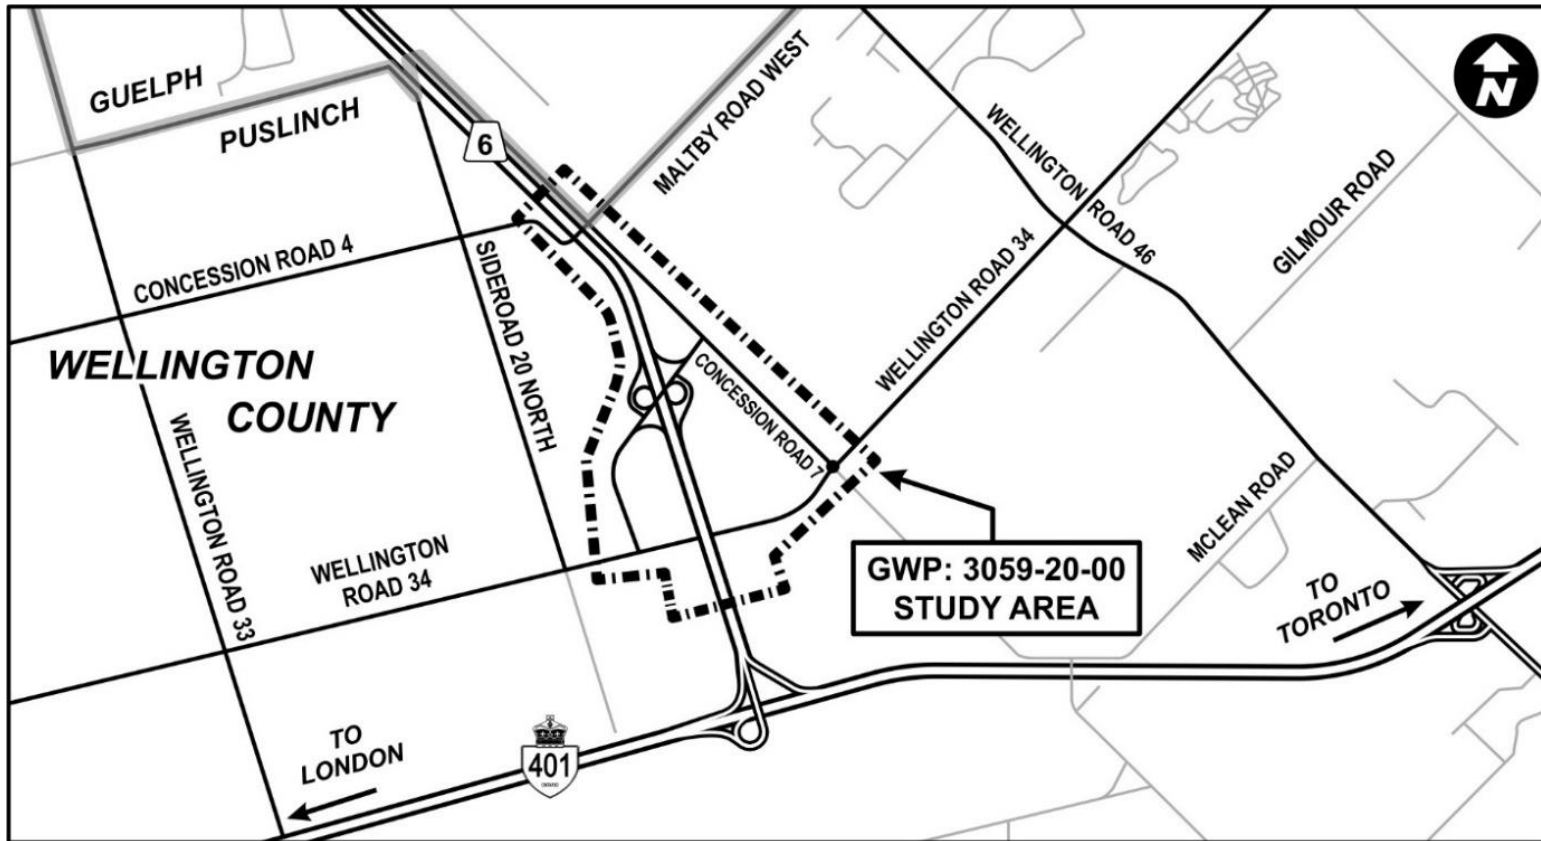 GUELPH
PUSLINCH
6
MALTBY ROAD WEST
WELLINGTON ROAD 46
GILMOUR ROAD
N
CONCESSION ROAD 4
SIDEROAD 20 NORTH
WELLINGTON ROAD 34
WELLINGTON
COUNTY
CONCESSION ROAD 7
WELLINGTON ROAD 33
WELLINGTON
ROAD 34
MCLEAN ROAD
GWP: 3059-20-00
STUDY AREA
TO
TORONTO
TO
LONDON
401
ONTARIO